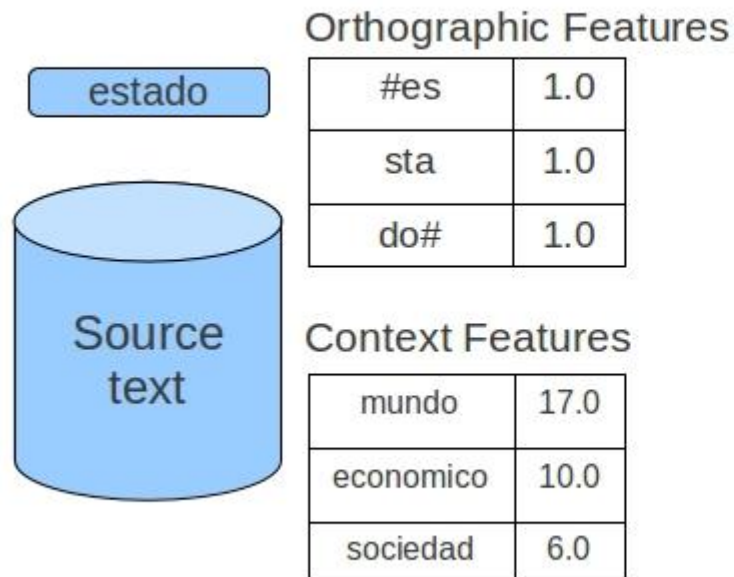 estado
Source
text
Orthographic Features
#es 1.0
sta 1.0
do# 1.0
Context Features
mundo 17.0
economico 10.0
sociedad 6.0